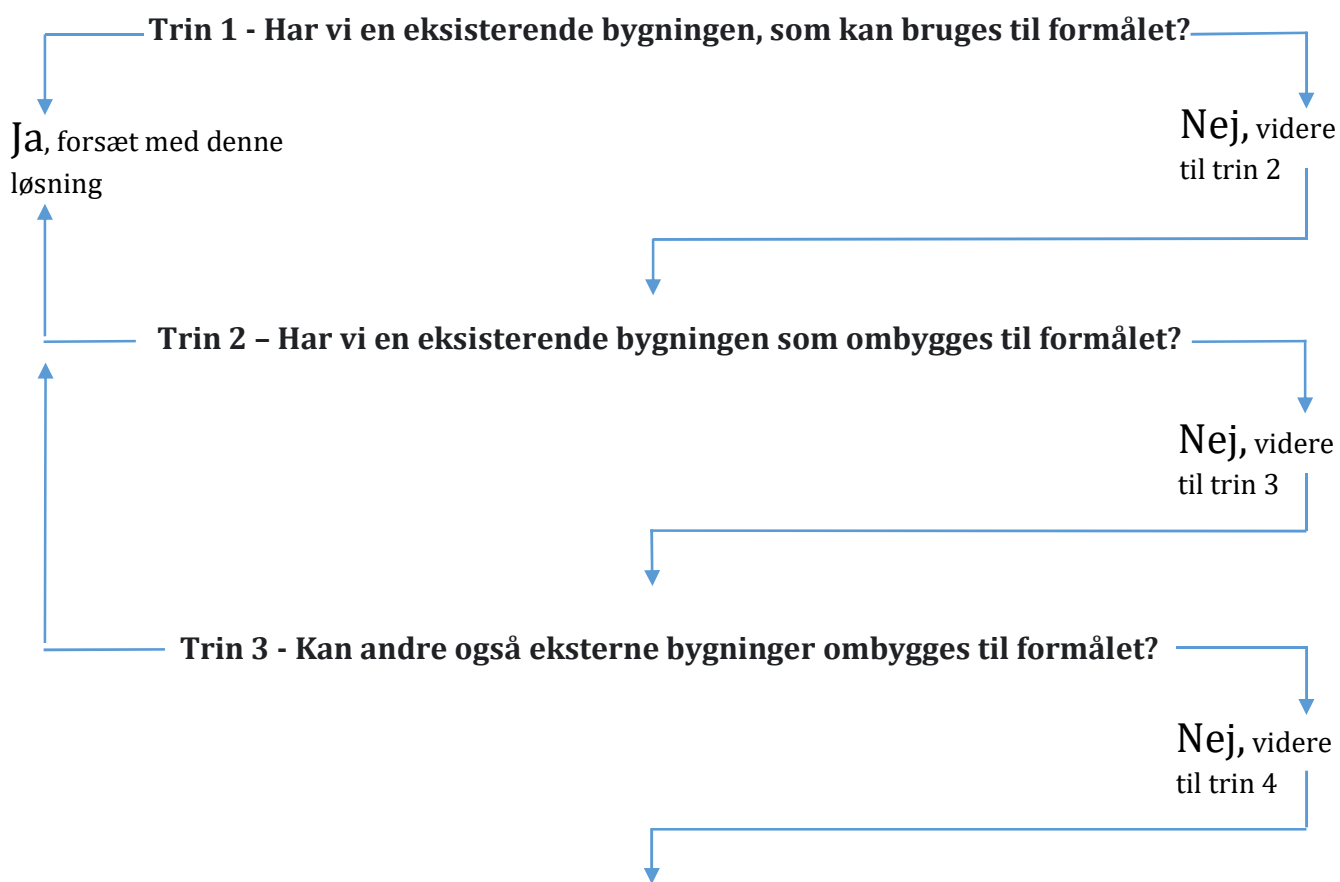 Trin 1 - Har vi en eksisterende bygningen, som kan bruges til formålet?
Ja, forsæt med denne
løsning
Nej, videre
til trin 2
Trin 2 – Har vi en eksisterende bygningen som ombygges til formålet?
Nej, videre
til trin 3
Trin 3 - Kan andre også eksterne bygninger ombygges til formålet?
Nej, videre
til trin 4